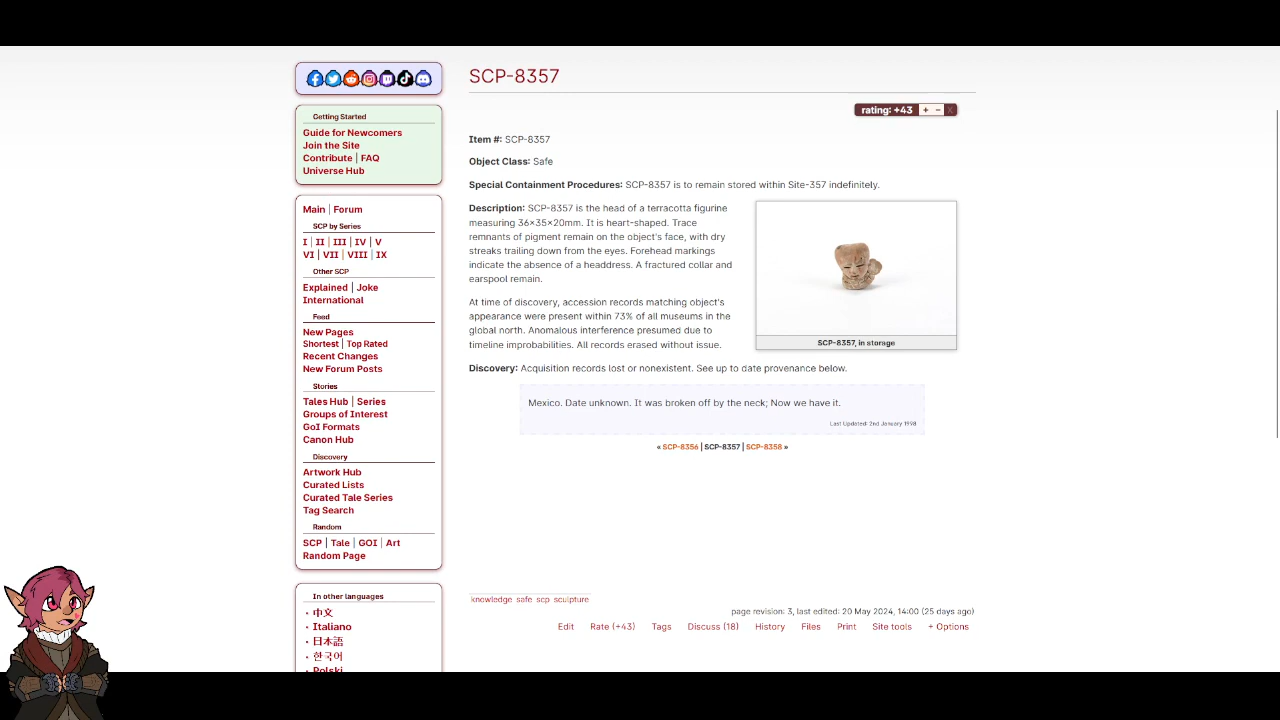 SCP-8357
rating: +43 + − X
Getting Started
Guide for Newcomers
Join the Site
Contribute | FAQ
Universe Hub
Main | Forum
SCP by Series
I | II | III | IV | V
VI | VII | VIII | IX
Other SCP
Explained | Joke
International
Feed
New Pages
Shortest | Top Rated
Recent Changes
New Forum Posts
Stories
Tales Hub | Series
Groups of Interest
GoI Formats
Canon Hub
Discovery
Artwork Hub
Curated Lists
Curated Tale Series
Tag Search
Random
SCP | Tale | GOI | Art
Random Page
In other languages
中文
Italiano
日本語
한국어
Polski
Item #: SCP-8357
Object Class: Safe
Special Containment Procedures: SCP-8357 is to remain stored within Site-357 indefinitely.
Description: SCP-8357 is the head of a terracotta figurine
measuring 36×35×20mm. It is heart-shaped. Trace
remnants of pigment remain on the object's face, with dry
streaks trailing down from the eyes. Forehead markings
indicate the absence of a headdress. A fractured collar and
earspool remain.
SCP-8357, in storage
At time of discovery, accession records matching object's
appearance were present within 73% of all museums in the
global north. Anomalous interference presumed due to
timeline improbabilities. All records erased without issue.
Discovery: Acquisition records lost or nonexistent. See up to date provenance below.
Mexico. Date unknown. It was broken off by the neck; Now we have it.
Last Updated: 2nd January 1998
« SCP-8356 | SCP-8357 | SCP-8358 »
knowledge safe scp sculpture
page revision: 3, last edited: 20 May 2024, 14:00 (25 days ago)
Edit Rate (+43) Tags Discuss (18) History Files Print Site tools + Options